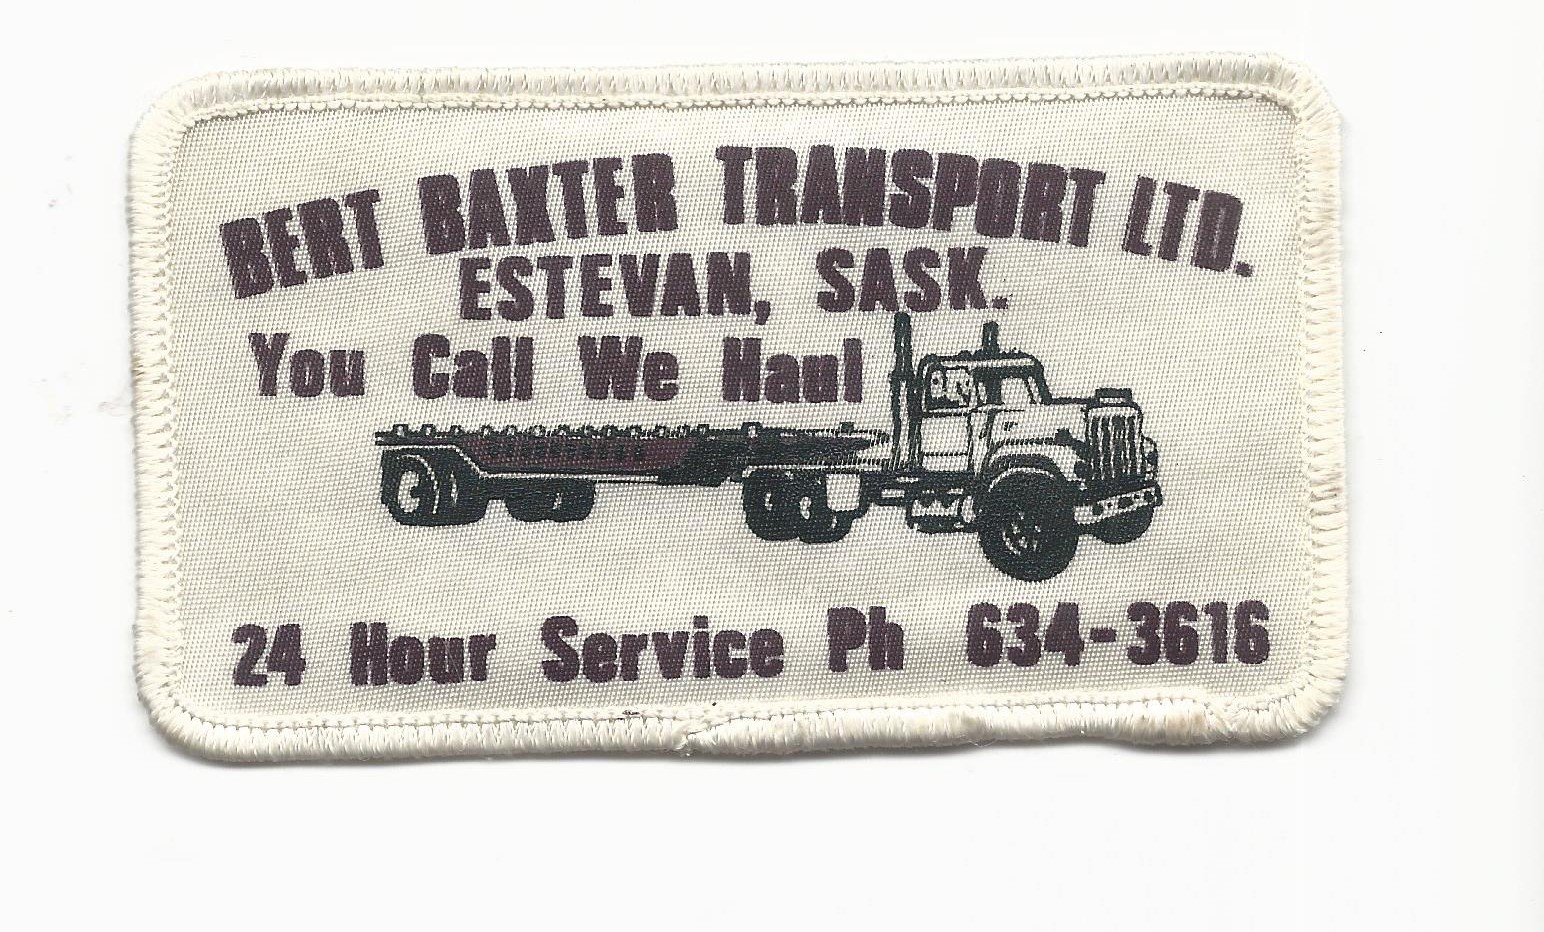 BERT BAXTER TRANSPORT LTD.
ESTEVAN, SASK.
You Call We Haul
24 Hour Service Ph 634-3616